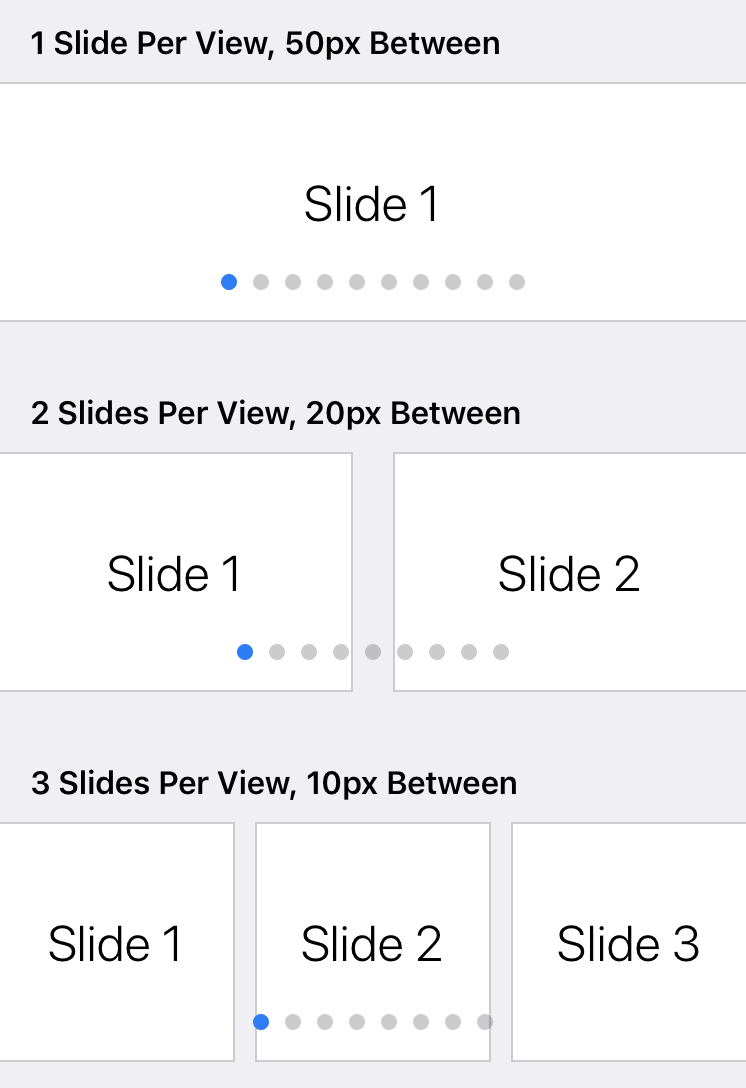 1 Slide Per View, 50px Between
Slide 1
2 Slides Per View, 20px Between
Slide 1
Slide 2
3 Slides Per View, 10px Between
Slide 1
Slide 2
Slide 3